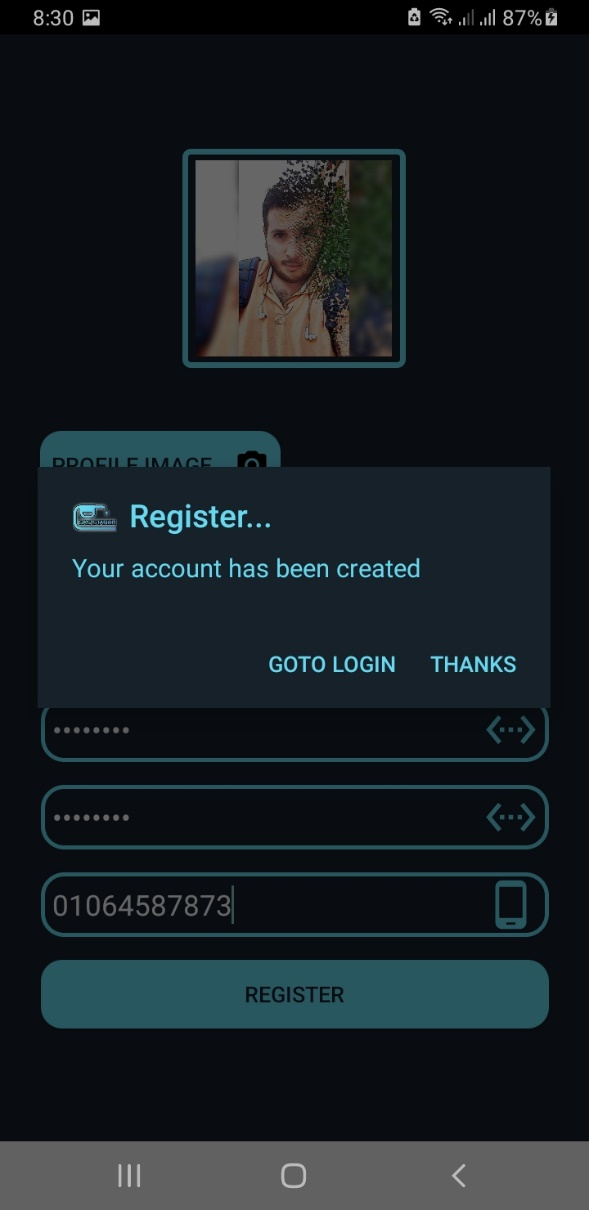 8:30 87%
PROFILE IMAGE
Register...
Your account has been created
GOTO LOGIN THANKS
••••••••
••••••••
01064587873
REGISTER